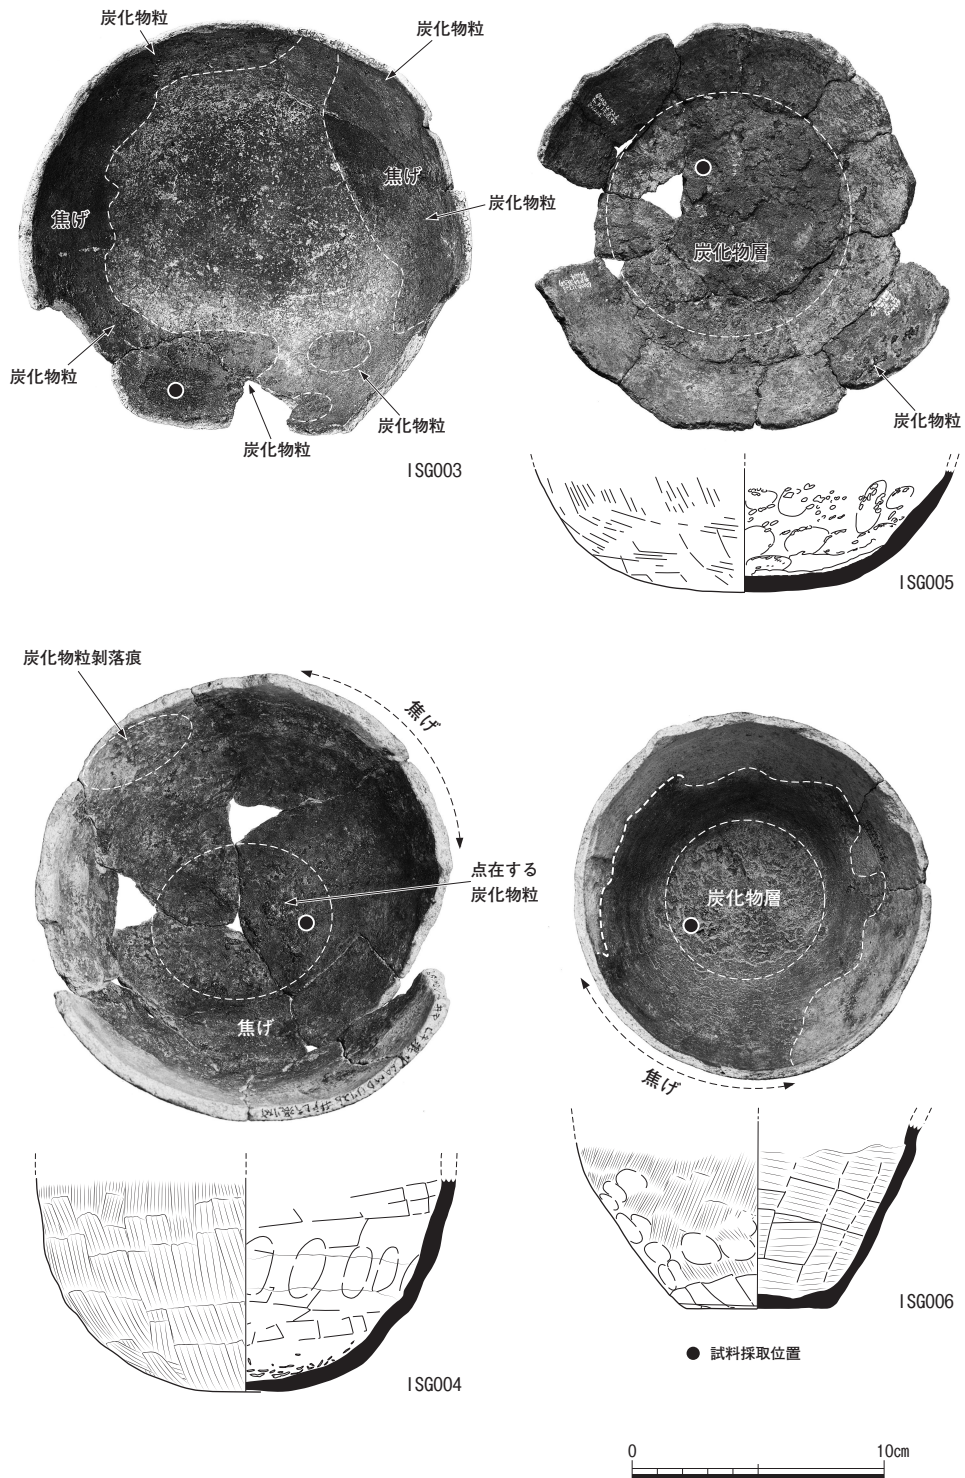 炭化物粒
炭化物粒
焦げ
焦げ
炭化物粒
炭化物粒
炭化物粒
炭化物粒
ISG003
炭化物層
炭化物粒
ISG005
炭化物粒剝落痕
焦げ
点在する
炭化物粒
焦げ
ISG004
炭化物層
焦げ
ISG006
● 試料採取位置
0 10cm